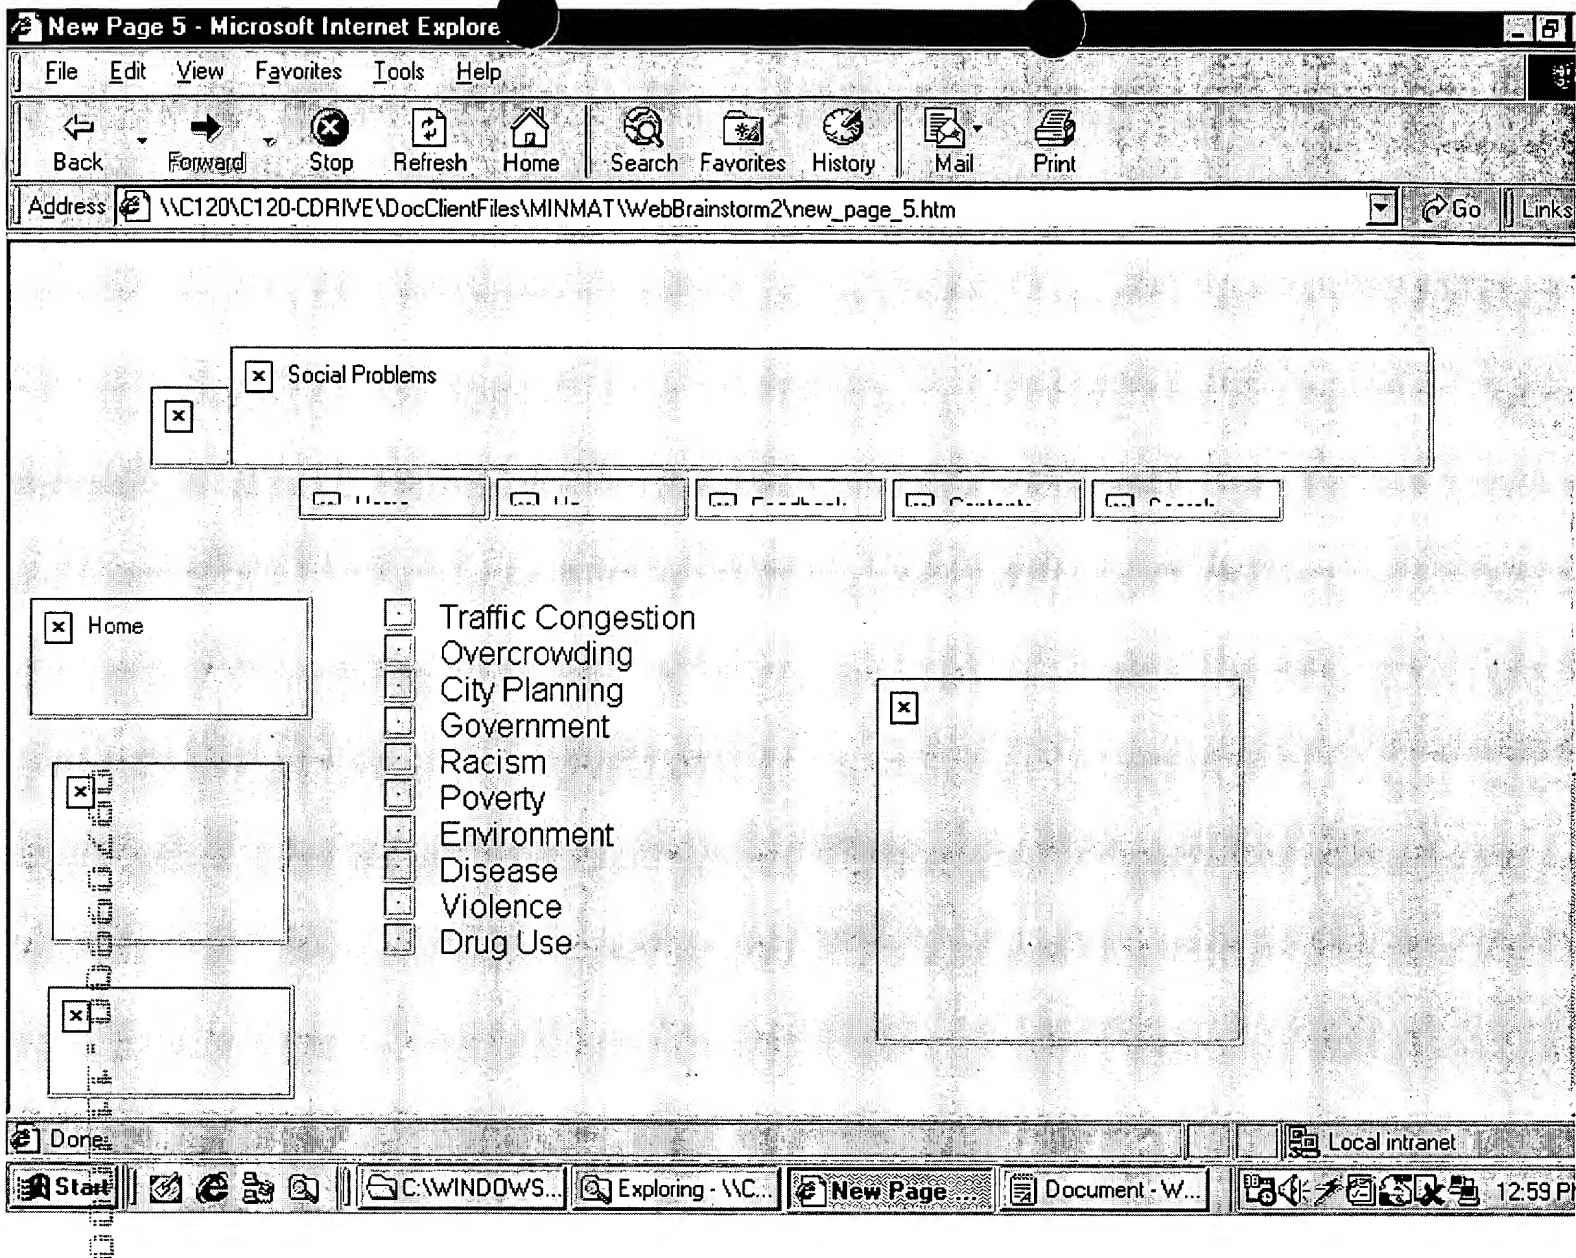 New Page 5 - Microsoft Internet Explore
File Edit View Favorites Tools Help
Back Forward Stop Refresh Home Search Favorites History Mail Print
Address \\C120\C120-CDRIVE\DocClientFiles\MINMAT\WebBrainstorm2\new_page_5.htm Go Links
Social Problems
Home
Traffic Congestion
Overcrowding
City Planning
Government
Racism
Poverty
Environment
Disease
Violence
Drug Use
Done Local intranet
Start C:\WINDOWS... Exploring - \\C... New Page ... Document - W... 12:59 PM